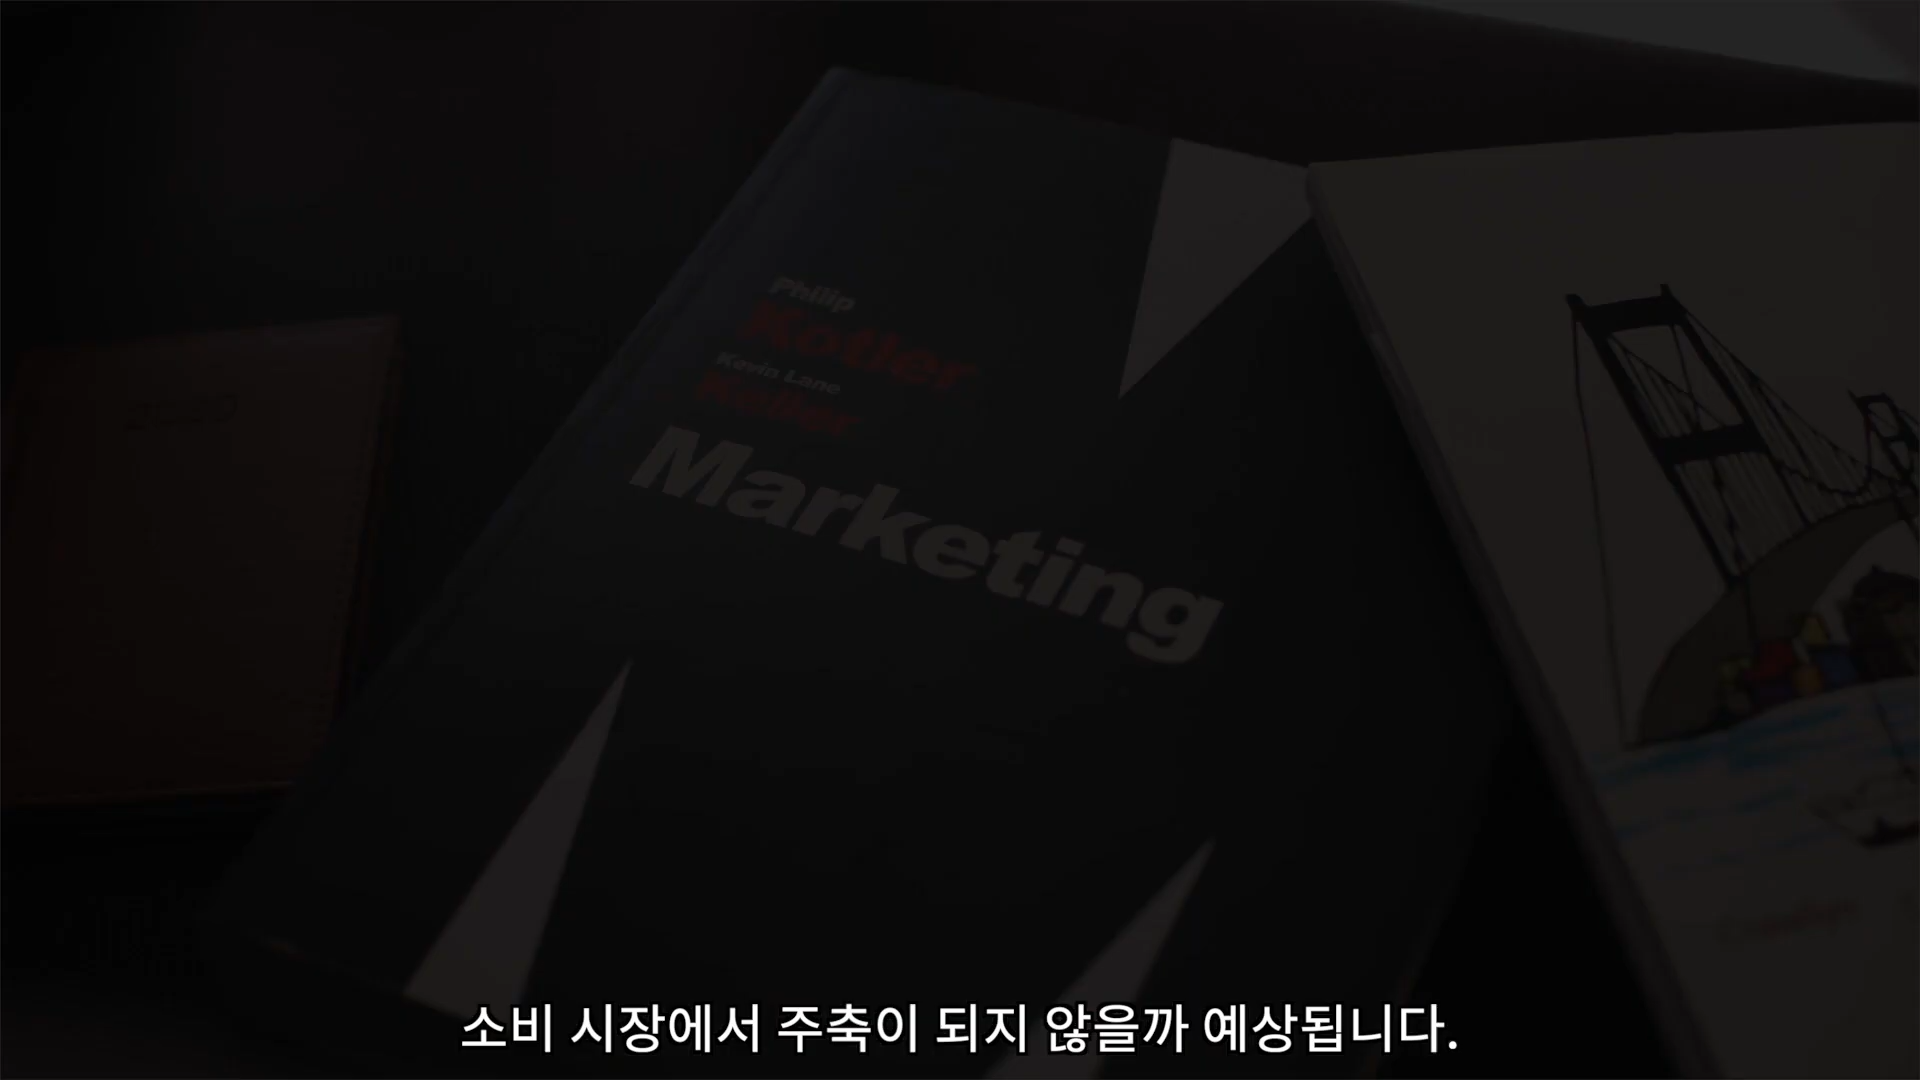 Philip
Kotler
Kevin Lane
Keller
Marketing
소비 시장에서 주축이 되지 않을까 예상됩니다.